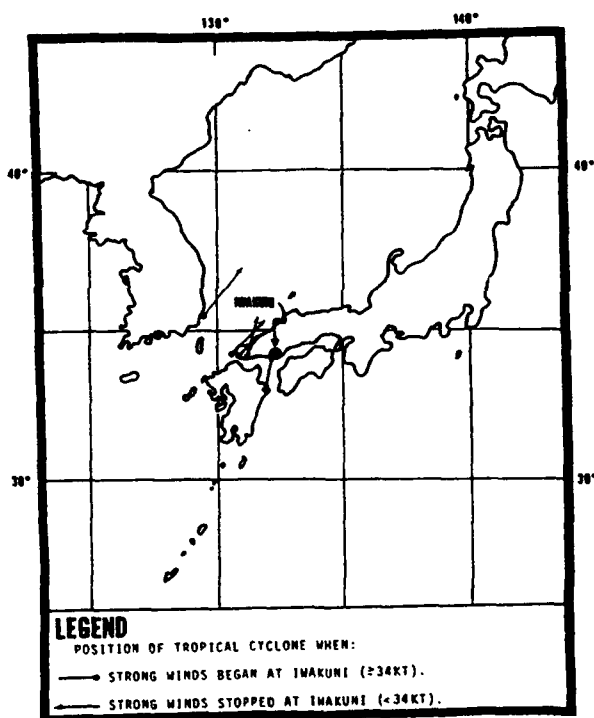 130° 140°
40° 40°
IWAKUNI
30° 30°
LEGEND
POSITION OF TROPICAL CYCLONE WHEN:
STRONG WINDS BEGAN AT IWAKUNI (≥34KT).
STRONG WINDS STOPPED AT IWAKUNI (<34KT).